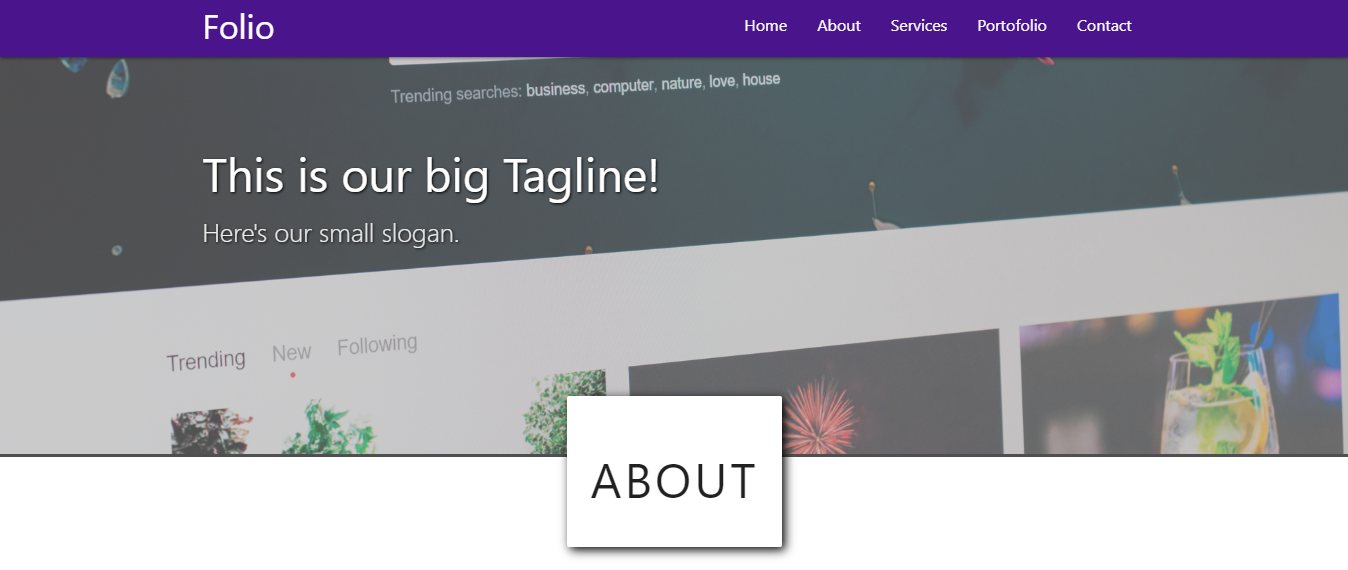 Folio
Home About Services Portofolio Contact
Trending searches: business, computer, nature, love, house
This is our big Tagline!
Here's our small slogan.
Trending New Following
ABOUT